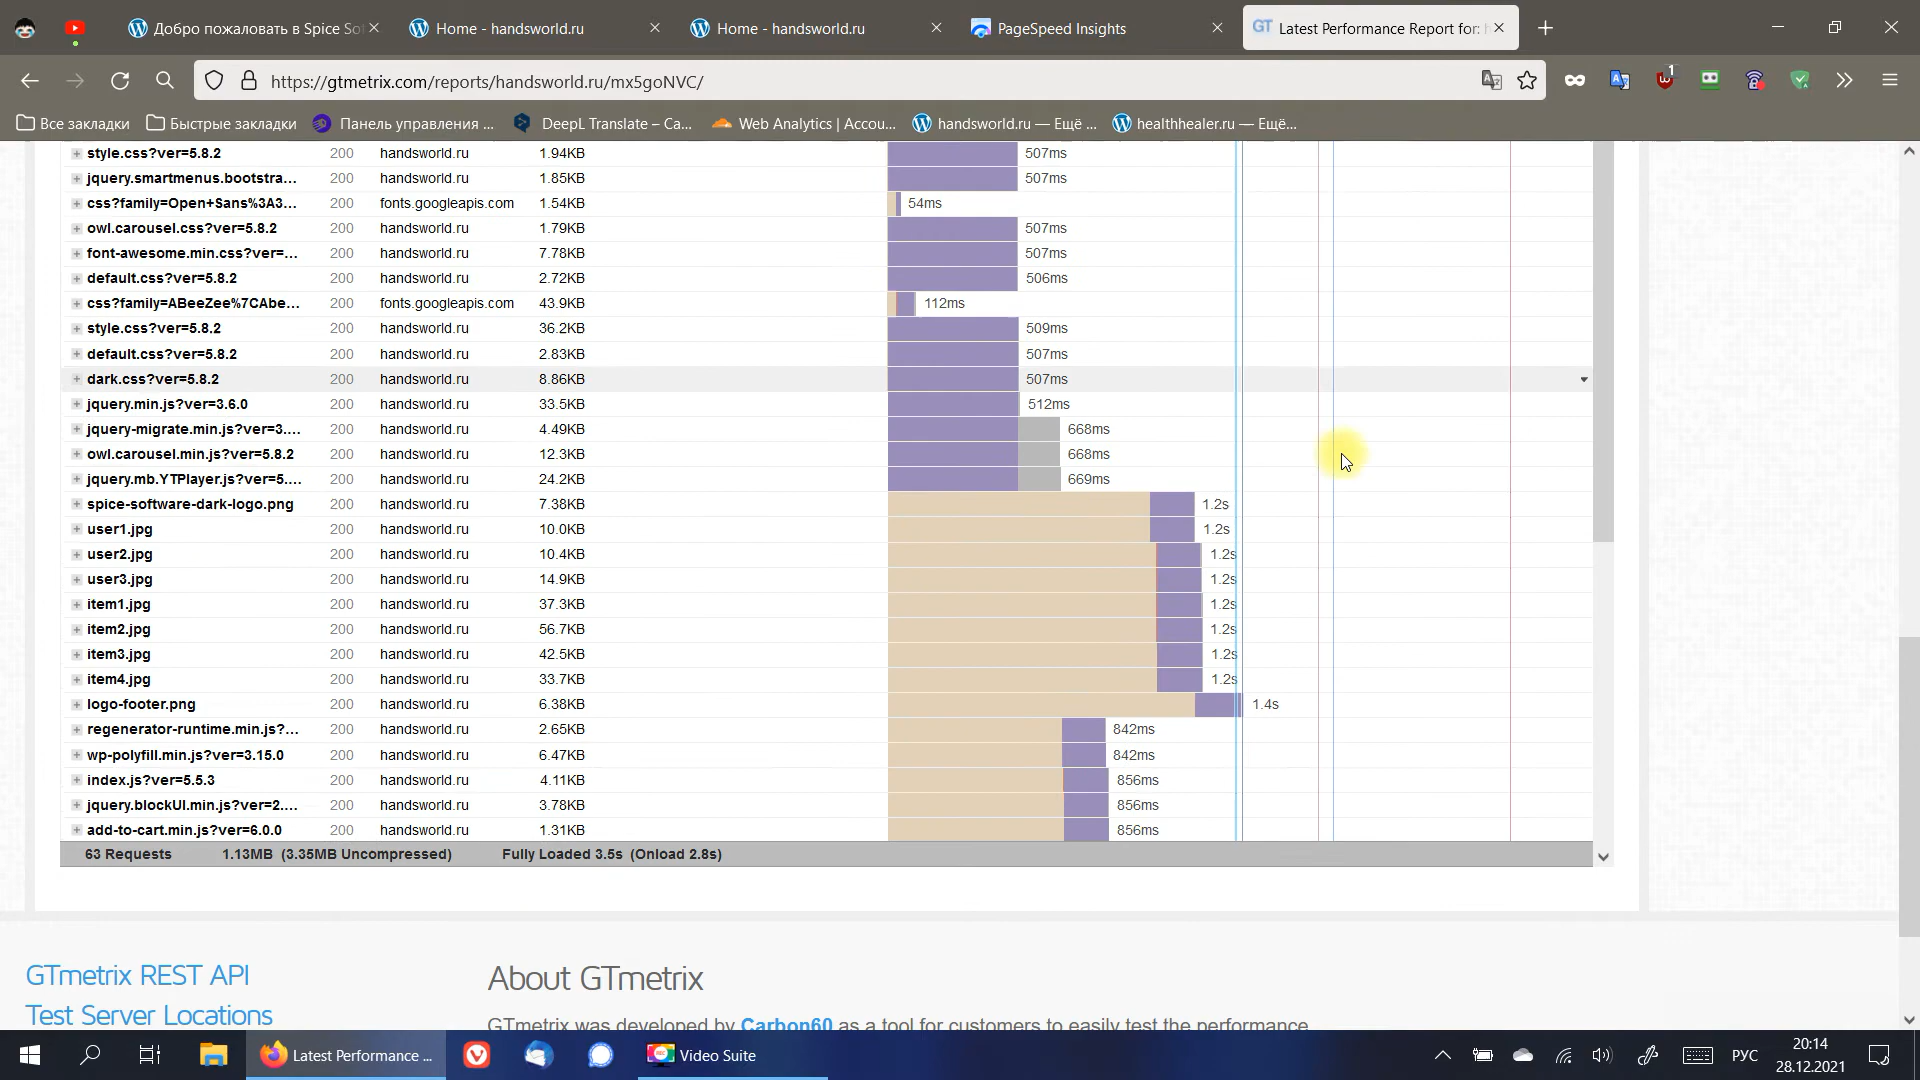 Добро пожаловать в Spice Sof
Home - handsworld.ru
Home - handsworld.ru
PageSpeed Insights
GT Latest Performance Report for: h
https://gtmetrix.com/reports/handsworld.ru/mx5goNVC/
1
Все закладки
Быстрые закладки
Панель управления ...
DeepL Translate – Ca...
Web Analytics | Accou...
handsworld.ru — Ещё ...
healthhealer.ru — Ещё...
style.css?ver=5.8.2 200 handsworld.ru 1.94KB 507ms
jquery.smartmenus.bootstra... 200 handsworld.ru 1.85KB 507ms
css?family=Open+Sans%3A3... 200 fonts.googleapis.com 1.54KB 54ms
owl.carousel.css?ver=5.8.2 200 handsworld.ru 1.79KB 507ms
font-awesome.min.css?ver=... 200 handsworld.ru 7.78KB 507ms
default.css?ver=5.8.2 200 handsworld.ru 2.72KB 506ms
css?family=ABeeZee%7CAbe... 200 fonts.googleapis.com 43.9KB 112ms
style.css?ver=5.8.2 200 handsworld.ru 36.2KB 509ms
default.css?ver=5.8.2 200 handsworld.ru 2.83KB 507ms
dark.css?ver=5.8.2 200 handsworld.ru 8.86KB 507ms
jquery.min.js?ver=3.6.0 200 handsworld.ru 33.5KB 512ms
jquery-migrate.min.js?ver=3.... 200 handsworld.ru 4.49KB 668ms
owl.carousel.min.js?ver=5.8.2 200 handsworld.ru 12.3KB 668ms
jquery.mb.YTPlayer.js?ver=5.... 200 handsworld.ru 24.2KB 669ms
spice-software-dark-logo.png 200 handsworld.ru 7.38KB 1.2s
user1.jpg 200 handsworld.ru 10.0KB 1.2s
user2.jpg 200 handsworld.ru 10.4KB 1.2s
user3.jpg 200 handsworld.ru 14.9KB 1.2s
item1.jpg 200 handsworld.ru 37.3KB 1.2s
item2.jpg 200 handsworld.ru 56.7KB 1.2s
item3.jpg 200 handsworld.ru 42.5KB 1.2s
item4.jpg 200 handsworld.ru 33.7KB 1.2s
logo-footer.png 200 handsworld.ru 6.38KB 1.4s
regenerator-runtime.min.js?... 200 handsworld.ru 2.65KB 842ms
wp-polyfill.min.js?ver=3.15.0 200 handsworld.ru 6.47KB 842ms
index.js?ver=5.5.3 200 handsworld.ru 4.11KB 856ms
jquery.blockUI.min.js?ver=2.... 200 handsworld.ru 3.78KB 856ms
add-to-cart.min.js?ver=6.0.0 200 handsworld.ru 1.31KB 856ms
63 Requests 1.13MB (3.35MB Uncompressed) Fully Loaded 3.5s (Onload 2.8s)
GTmetrix REST API
Test Server Locations
About GTmetrix
GTmetrix was developed by Carbon60 as a tool for customers to easily test the performance
Latest Performance ...
Video Suite
РУС
20:14
28.12.2021